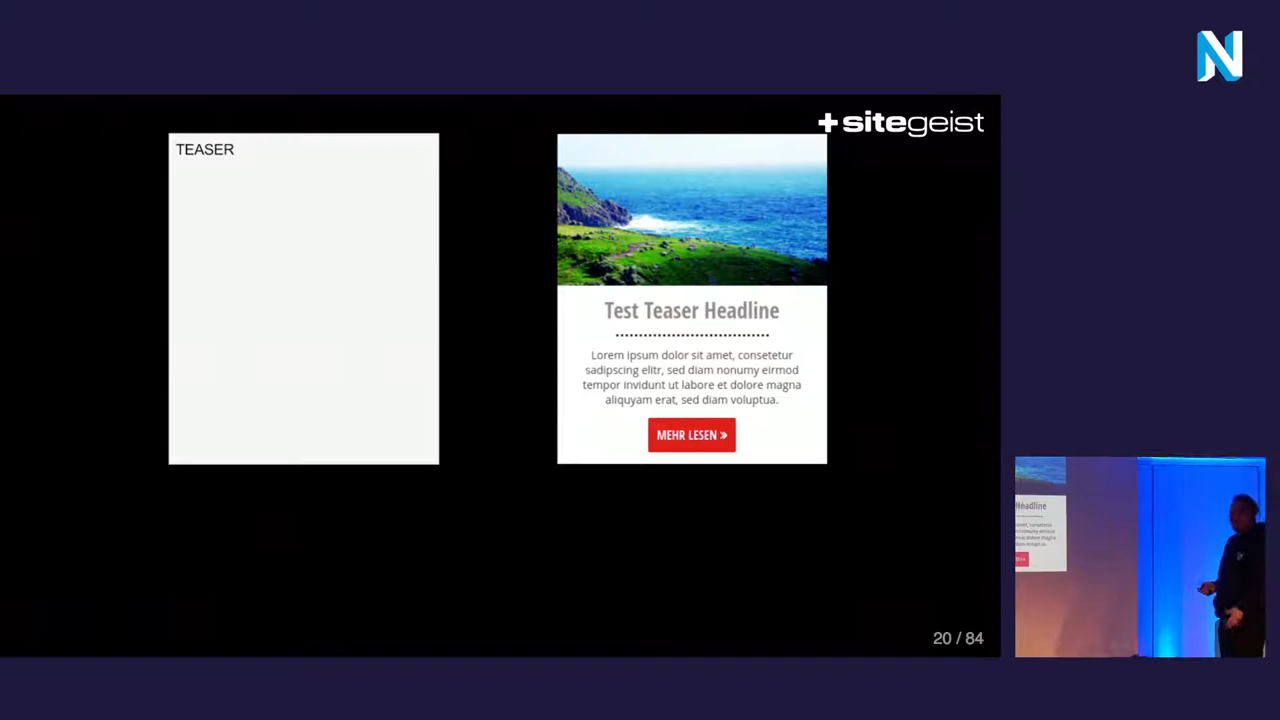 N
sitegeist
TEASER
Test Teaser Headline
Lorem ipsum dolor sit amet, consetetur
sadipscing elitr, sed diam nonumy eirmod
tempor invidunt ut labore et dolore magna
aliquyam erat, sed diam voluptua.
MEHR LESEN »
20 / 84
Headline